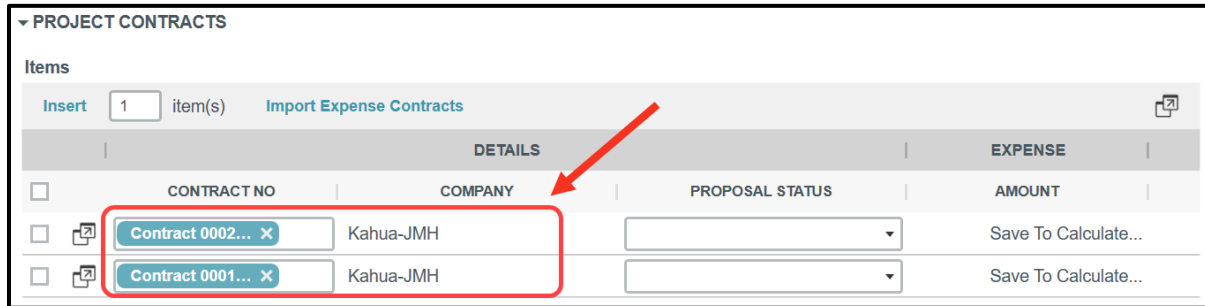 PROJECT CONTRACTS
Items
Insert 1 item(s) Import Expense Contracts
DETAILS EXPENSE
CONTRACT NO COMPANY PROPOSAL STATUS AMOUNT
Contract 0002... Kahua-JMH Save To Calculate...
Contract 0001... Kahua-JMH Save To Calculate...